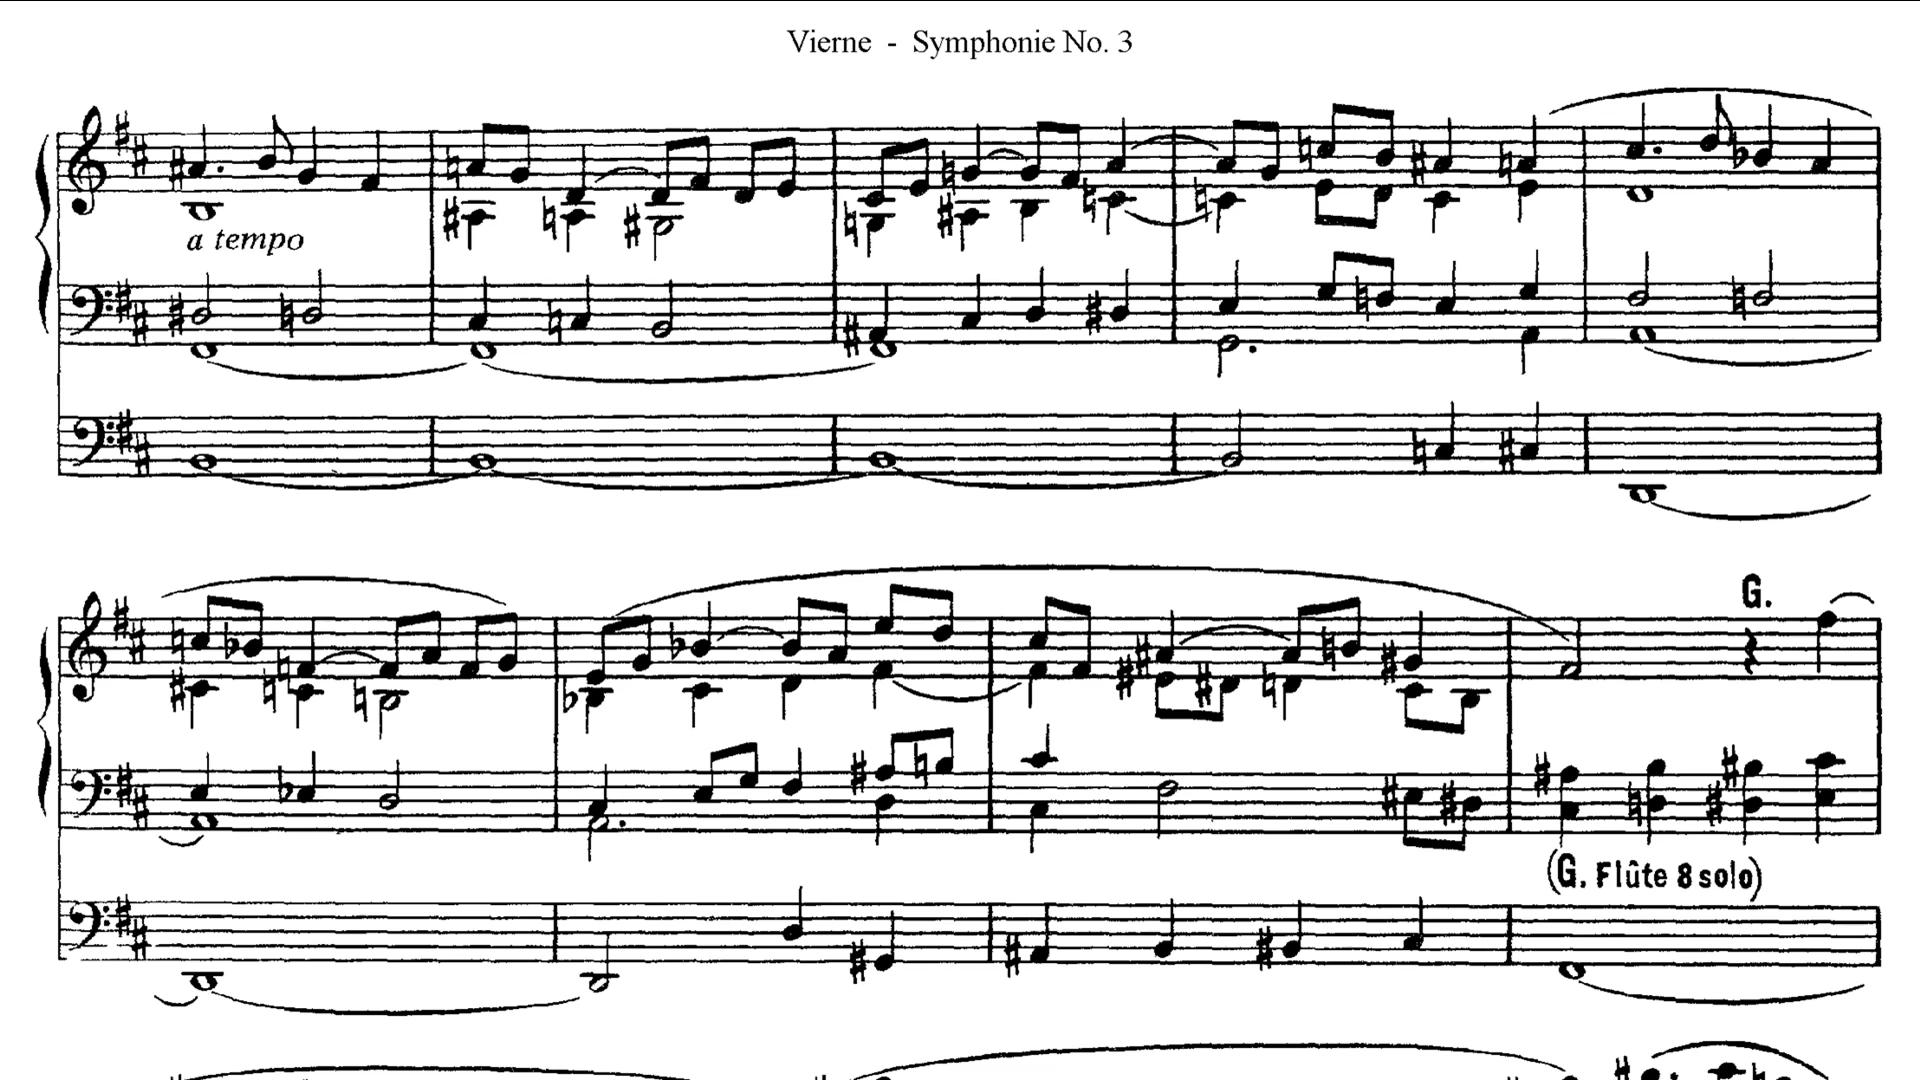 Vierne - Symphonie No. 3
a tempo
G.
(G. Flûte 8 solo)